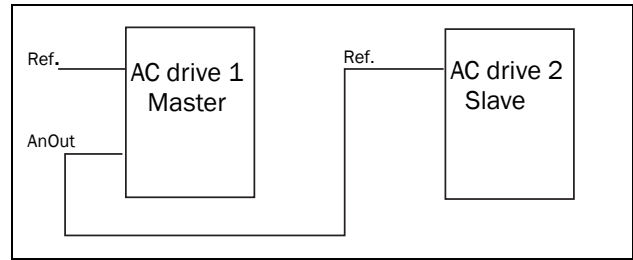 Ref.
AC drive 1
Master
AnOut
Ref.
AC drive 2
Slave